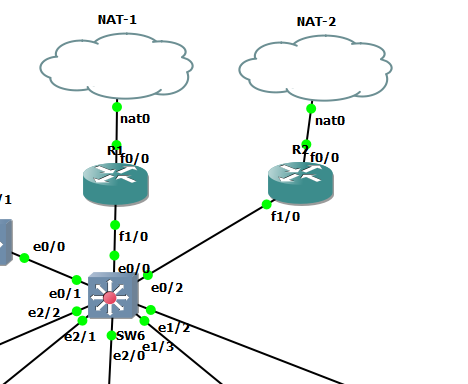 NAT-1
NAT-2
nat0
nat0
R1
f0/0
R2
f0/0
/1
f1/0
f1/0
e0/0
e0/0
e0/1
e0/2
e2/2
e2/1
SW6
e1/2
e1/3
e2/0